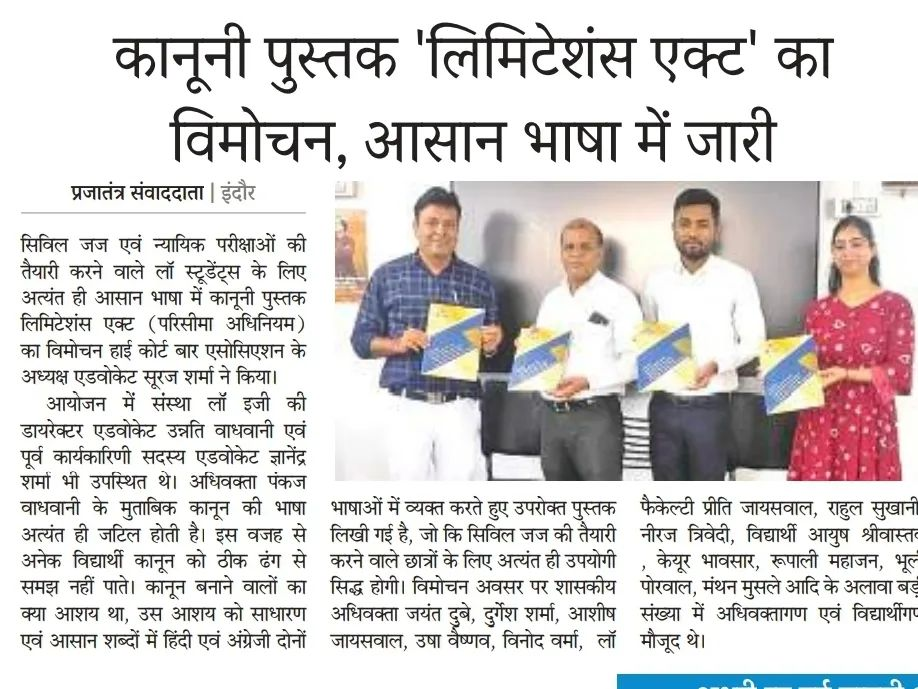 कानूनी पुस्तक 'लिमिटेशंस एक्ट' का
विमोचन, आसान भाषा में जारी
प्रजातंत्र संवाददाता | इंदौर
सिविल जज एवं न्यायिक परीक्षाओं की
तैयारी करने वाले लॉ स्टूडेंट्स के लिए
अत्यंत ही आसान भाषा में कानूनी पुस्तक
लिमिटेशंस एक्ट (परिसीमा अधिनियम)
का विमोचन हाई कोर्ट बार एसोसिएशन के
अध्यक्ष एडवोकेट सूरज शर्मा ने किया।
आयोजन में संस्था लॉ इजी की
डायरेक्टर एडवोकेट उन्नति वाधवानी एवं
पूर्व कार्यकारिणी सदस्य एडवोकेट ज्ञानेंद्र
शर्मा भी उपस्थित थे। अधिवक्ता पंकज
वाधवानी के मुताबिक कानून की भाषा
अत्यंत ही जटिल होती है। इस वजह से
अनेक विद्यार्थी कानून को ठीक ढंग से
समझ नहीं पाते। कानून बनाने वालों का
क्या आशय था, उस आशय को साधारण
एवं आसान शब्दों में हिंदी एवं अंग्रेजी दोनों
भाषाओं में व्यक्त करते हुए उपरोक्त पुस्तक
लिखी गई है, जो कि सिविल जज की तैयारी
करने वाले छात्रों के लिए अत्यंत ही उपयोगी
सिद्ध होगी। विमोचन अवसर पर शासकीय
अधिवक्ता जयंत दुबे, दुर्गेश शर्मा, आशीष
जायसवाल, उषा वैष्णव, विनोद वर्मा, लॉ
फैकेल्टी प्रीति जायसवाल, राहुल सुखानी
नीरज त्रिवेदी, विद्यार्थी आयुष श्रीवास्तव
, केयूर भावसार, रूपाली महाजन,
पोरवाल, मंथन मुसले आदि के अलावा बड़ी
संख्या में अधिवक्तागण एवं विद्यार्थीगण
मौजूद थे।